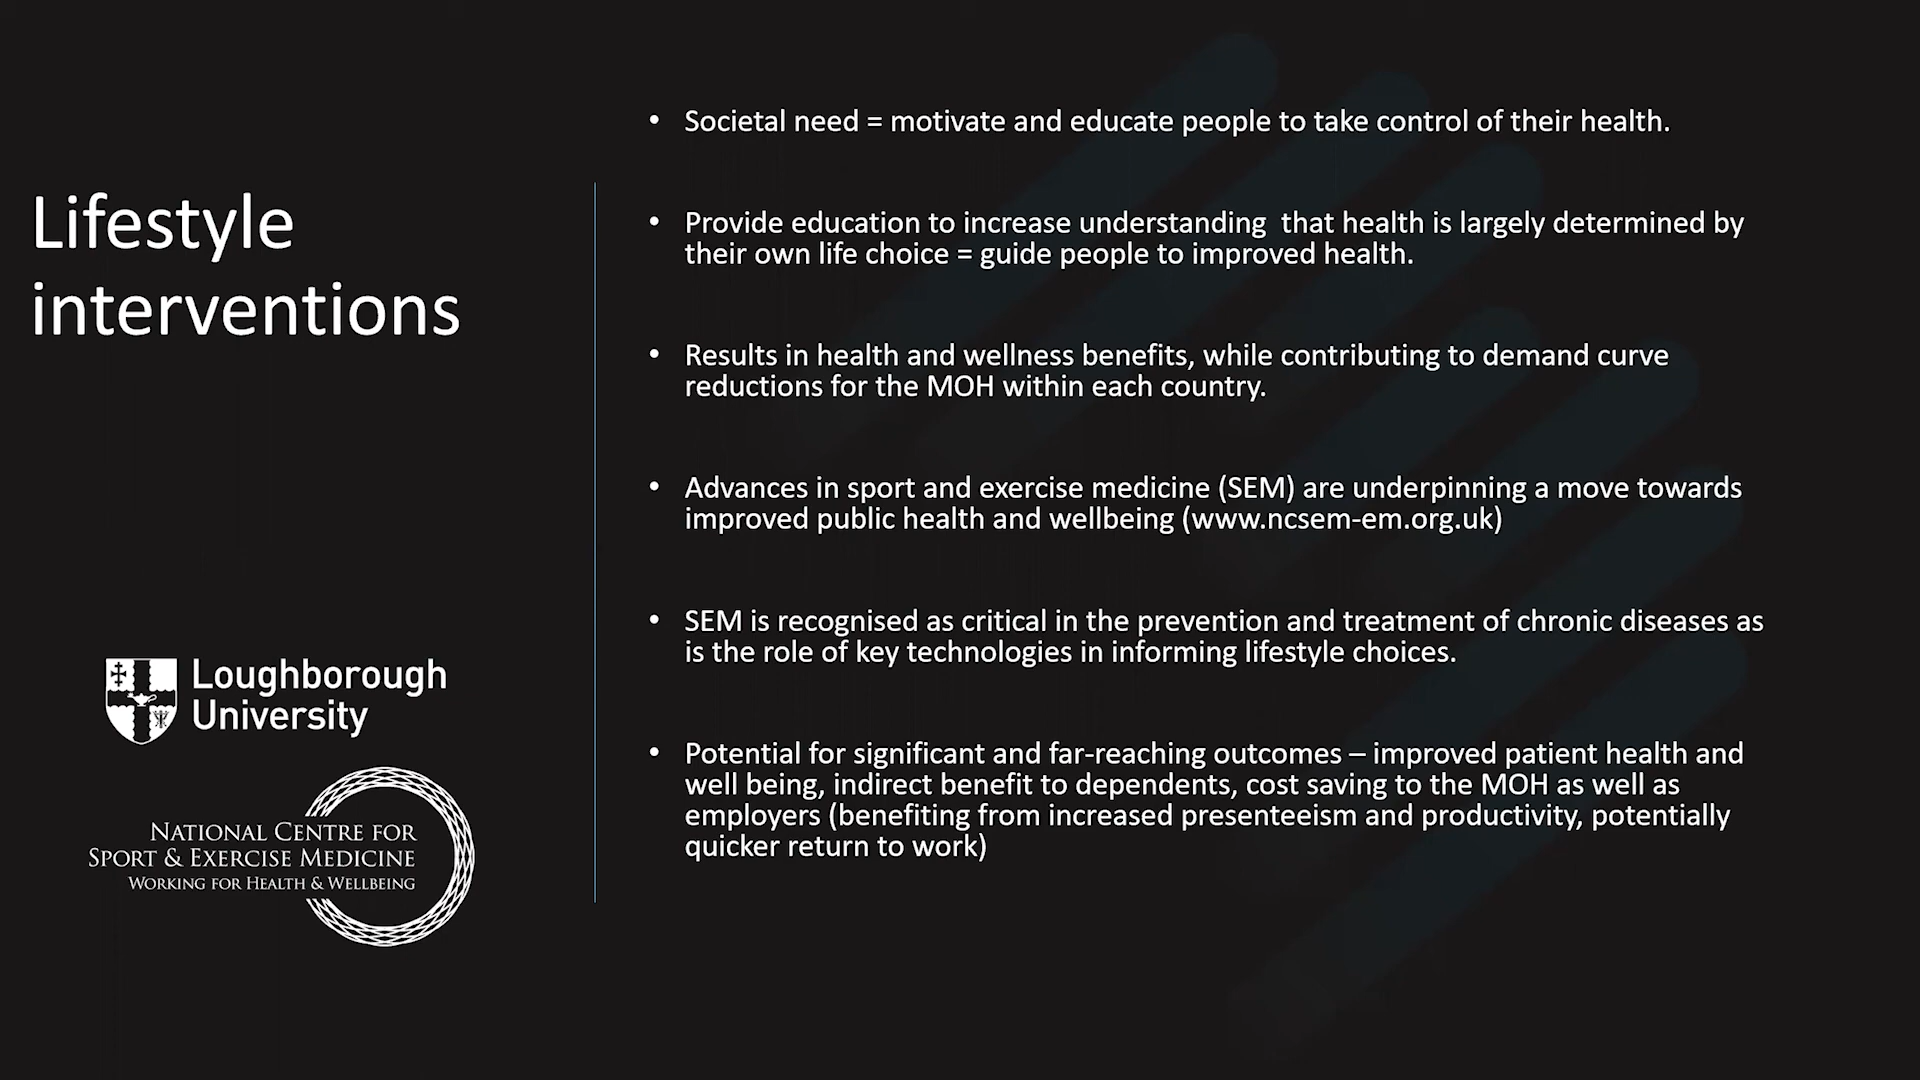 Lifestyle
interventions
• Societal need = motivate and educate people to take control of their health.
• Provide education to increase understanding  that health is largely determined by
their own life choice = guide people to improved health.
• Results in health and wellness benefits, while contributing to demand curve
reductions for the MOH within each country.
• Advances in sport and exercise medicine (SEM) are underpinning a move towards
improved public health and wellbeing (www.ncsem-em.org.uk)
• SEM is recognised as critical in the prevention and treatment of chronic diseases as
is the role of key technologies in informing lifestyle choices.
• Potential for significant and far-reaching outcomes – improved patient health and
well being, indirect benefit to dependents, cost saving to the MOH as well as
employers (benefiting from increased presenteeism and productivity, potentially
quicker return to work)
Loughborough
University
NATIONAL CENTRE FOR
SPORT & EXERCISE MEDICINE
WORKING FOR HEALTH & WELLBEING